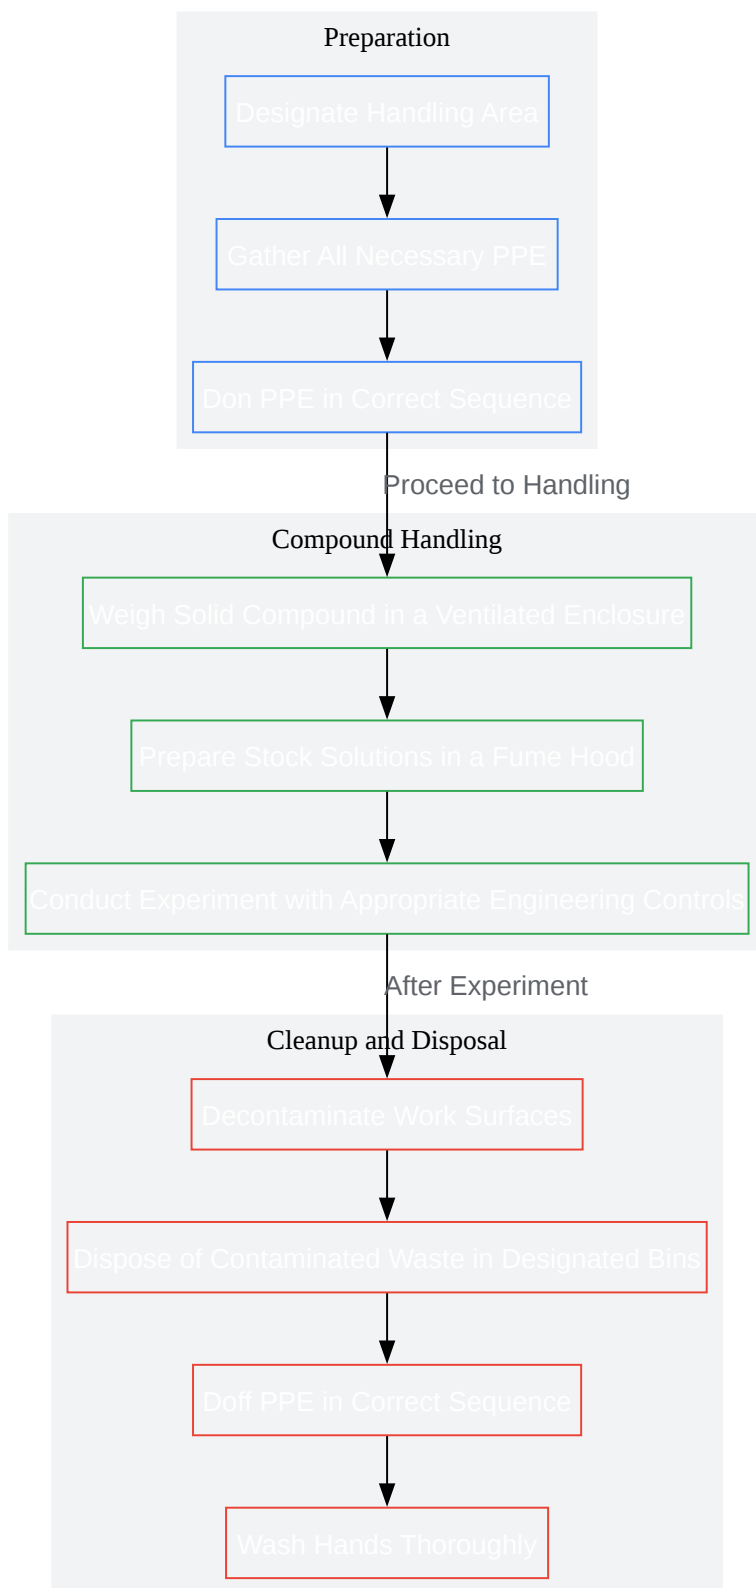 Preparation
Designate Handling Area
Gather All Necessary PPE
Don PPE in Correct Sequence
Proceed to Handling
Compound Handling
Weigh Solid Compound in a Ventilated Enclosure
Prepare Stock Solutions in a Fume Hood
Conduct Experiment with Appropriate Engineering Controls
After Experiment
Cleanup and Disposal
Decontaminate Work Surfaces
Dispose of Contaminated Waste in Designated Bins
Doff PPE in Correct Sequence
Wash Hands Thoroughly